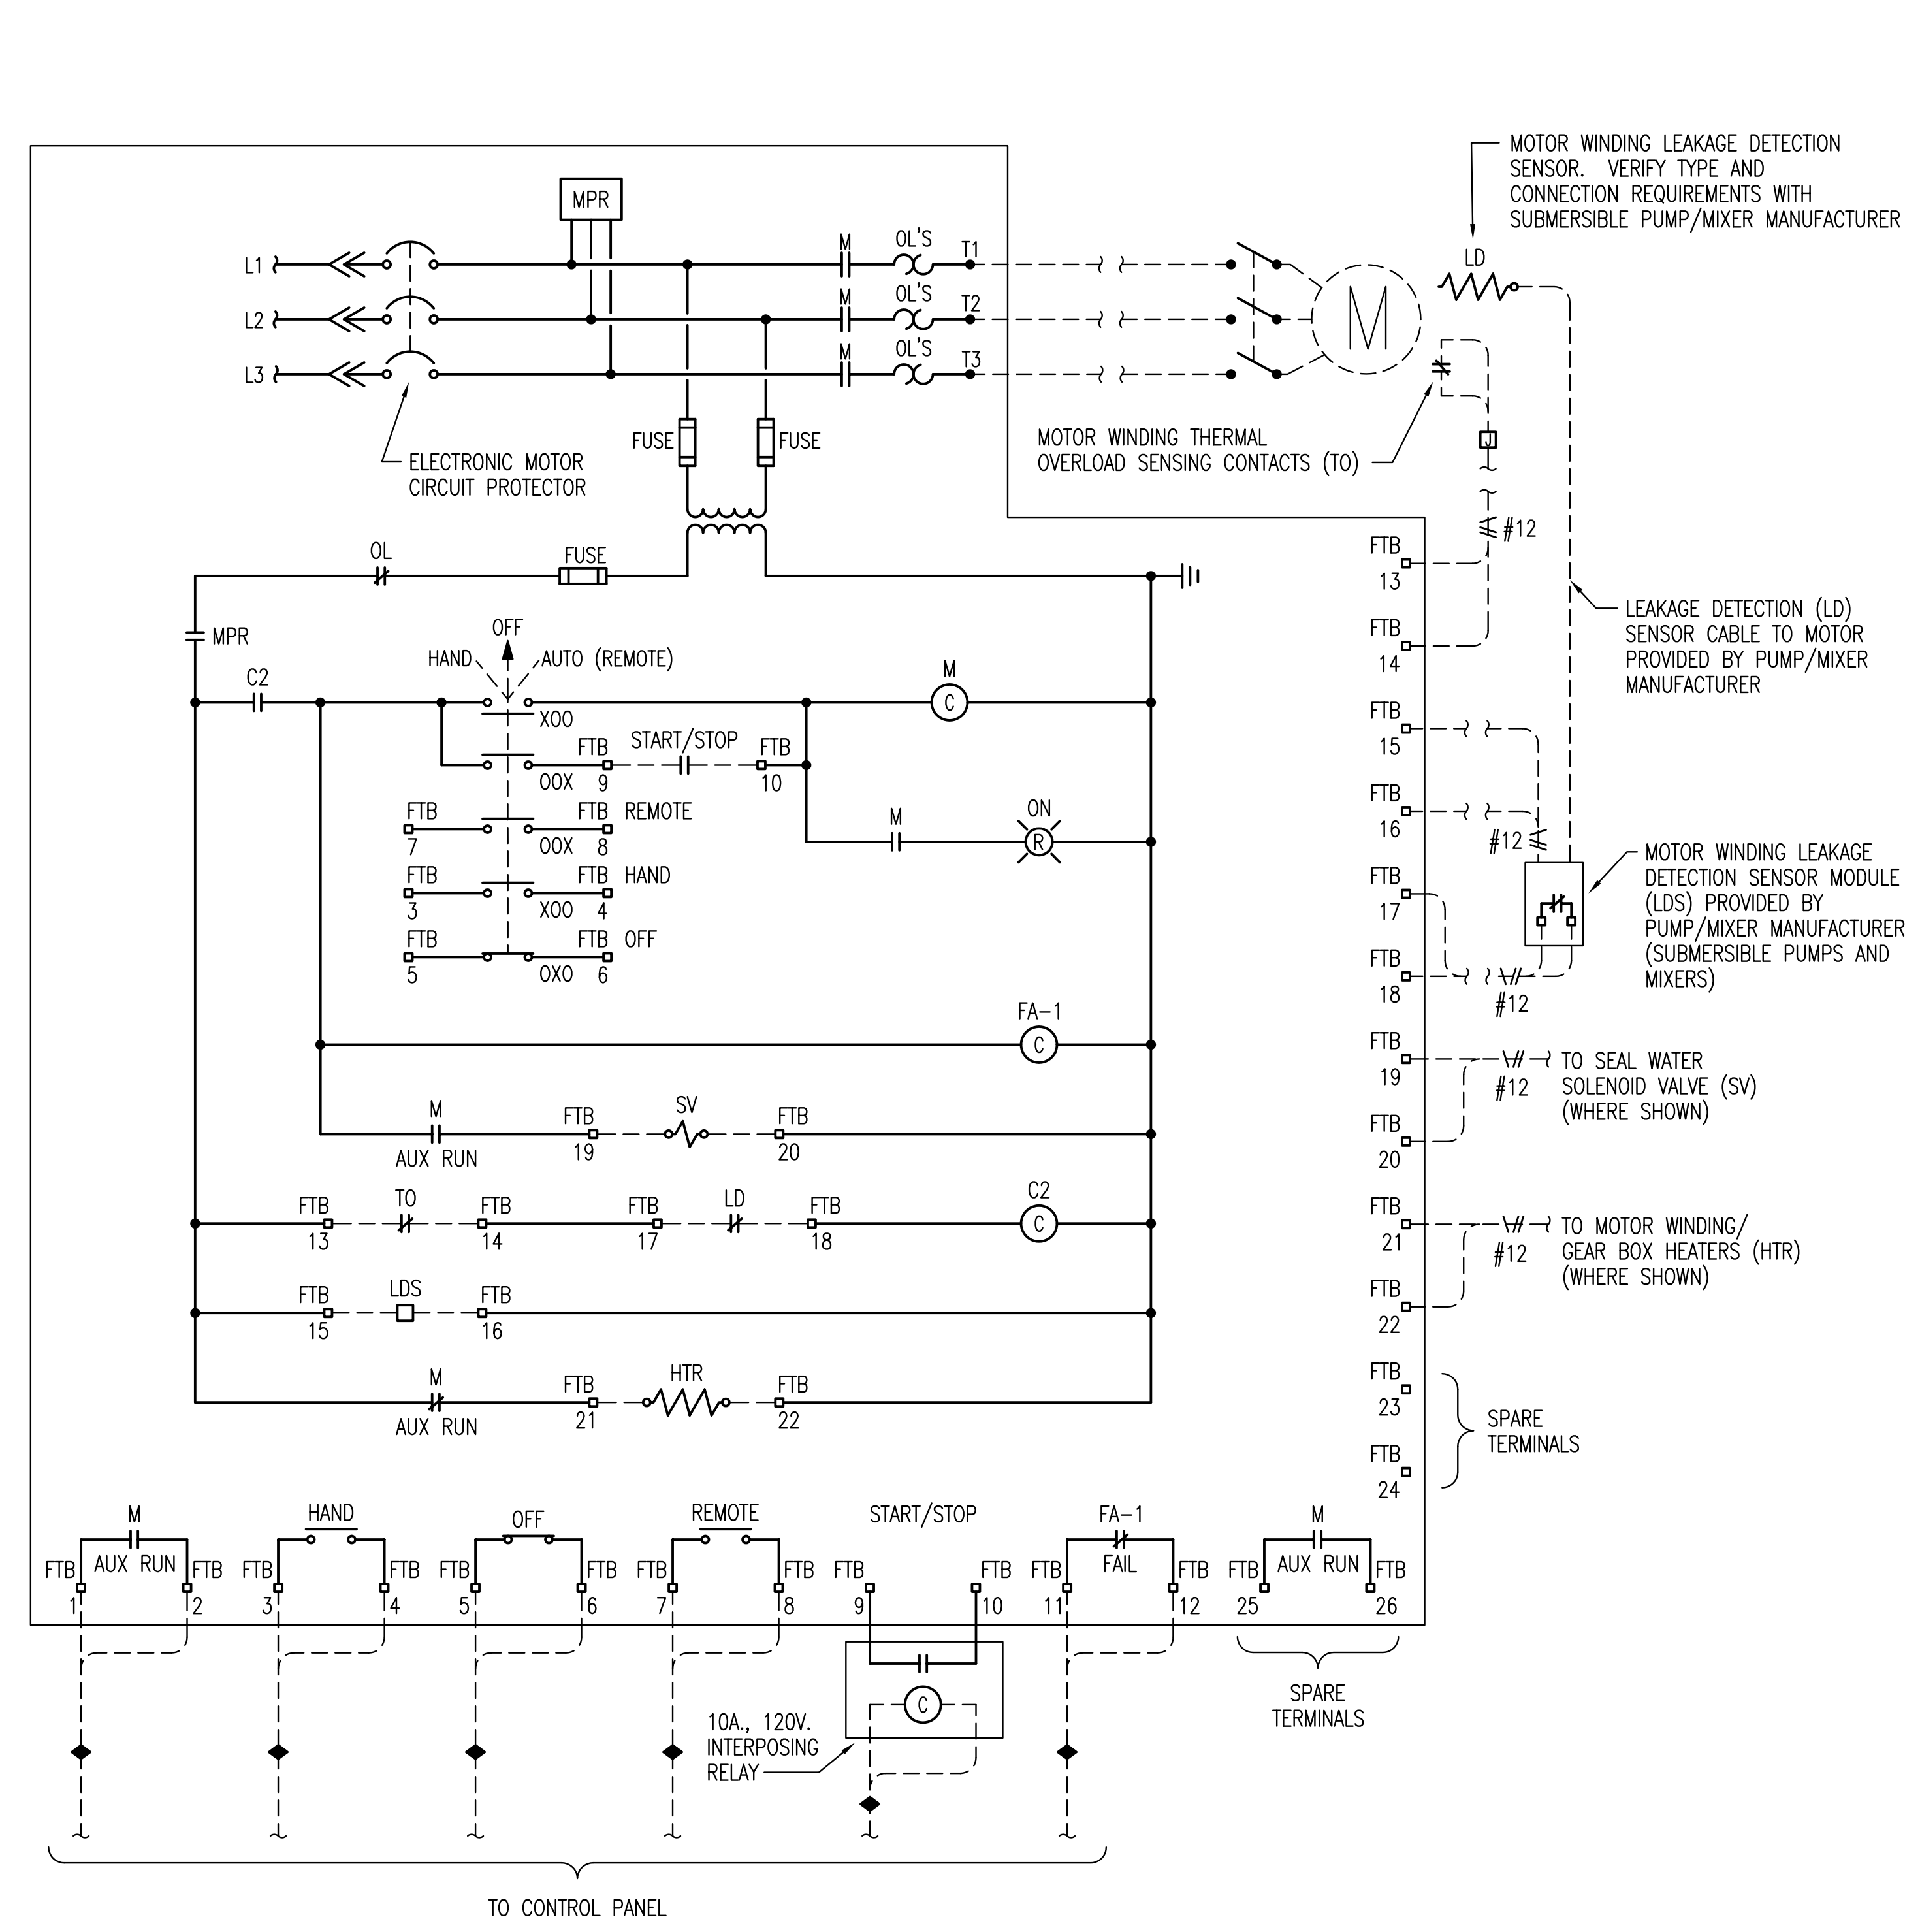 MOTOR WINDING LEAKAGE DETECTION
SENSOR. VERIFY TYPE AND
CONNECTION REQUIREMENTS WITH
SUBMERSIBLE PUMP/MIXER MANUFACTURER
MPR
L1
M
OL'S
T1
LD
L2
M
OL'S
T2
M
L3
M
OL'S
T3
ELECTRONIC MOTOR
CIRCUIT PROTECTOR
FUSE
FUSE
MOTOR WINDING THERMAL
OVERLOAD SENSING CONTACTS (TO)
J
#12
OL
FUSE
MPR
OFF
HAND
AUTO (REMOTE)
C2
XOO
M
C
OOX
FTB
9
START/STOP
FTB
10
FTB
7
OOX
FTB
8
REMOTE
M
ON
R
FTB
3
XOO
FTB
4
HAND
FTB
5
OXO
FTB
6
OFF
FA-1
C
M
AUX RUN
FTB
19
SV
FTB
20
FTB
13
TO
FTB
14
FTB
17
LD
FTB
18
C2
C
FTB
15
LDS
FTB
16
M
AUX RUN
FTB
21
HTR
FTB
22
FTB
13
FTB
14
FTB
15
FTB
16
#12
FTB
17
FTB
18
#12
FTB
19
#12
FTB
20
FTB
21
#12
FTB
22
FTB
23
FTB
24
LEAKAGE DETECTION (LD)
SENSOR CABLE TO MOTOR
PROVIDED BY PUMP/MIXER
MANUFACTURER
MOTOR WINDING LEAKAGE
DETECTION SENSOR MODULE
(LDS) PROVIDED BY
PUMP/MIXER MANUFACTURER
(SUBMERSIBLE PUMPS AND
MIXERS)
TO SEAL WATER
SOLENOID VALVE (SV)
(WHERE SHOWN)
TO MOTOR WINDING/
GEAR BOX HEATERS (HTR)
(WHERE SHOWN)
SPARE
TERMINALS
M
AUX RUN
FTB
1
FTB
2
HAND
FTB
3
FTB
4
OFF
FTB
5
FTB
6
REMOTE
FTB
7
FTB
8
START/STOP
FTB
9
FTB
10
C
10A., 120V.
INTERPOSING
RELAY
FA-1
FAIL
FTB
11
FTB
12
M
AUX RUN
FTB
25
FTB
26
SPARE
TERMINALS
TO CONTROL PANEL